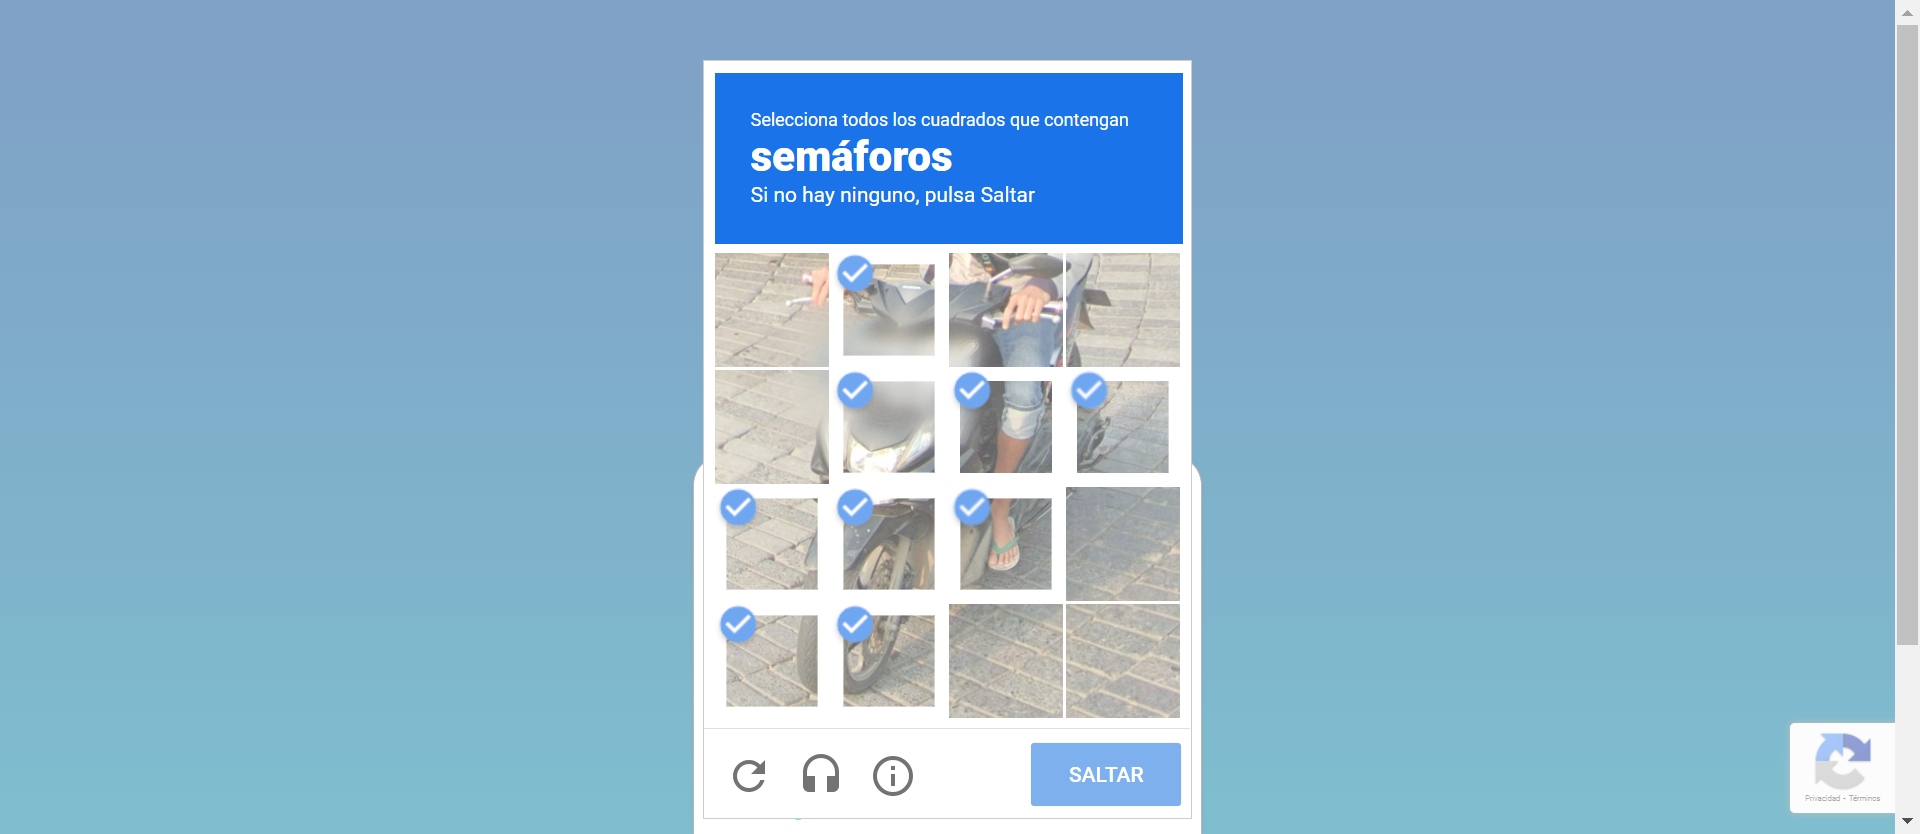 Selecciona todos los cuadrados que contengan
semáforos
Si no hay ninguno, pulsa Saltar
SALTAR
Privacidad - Términos